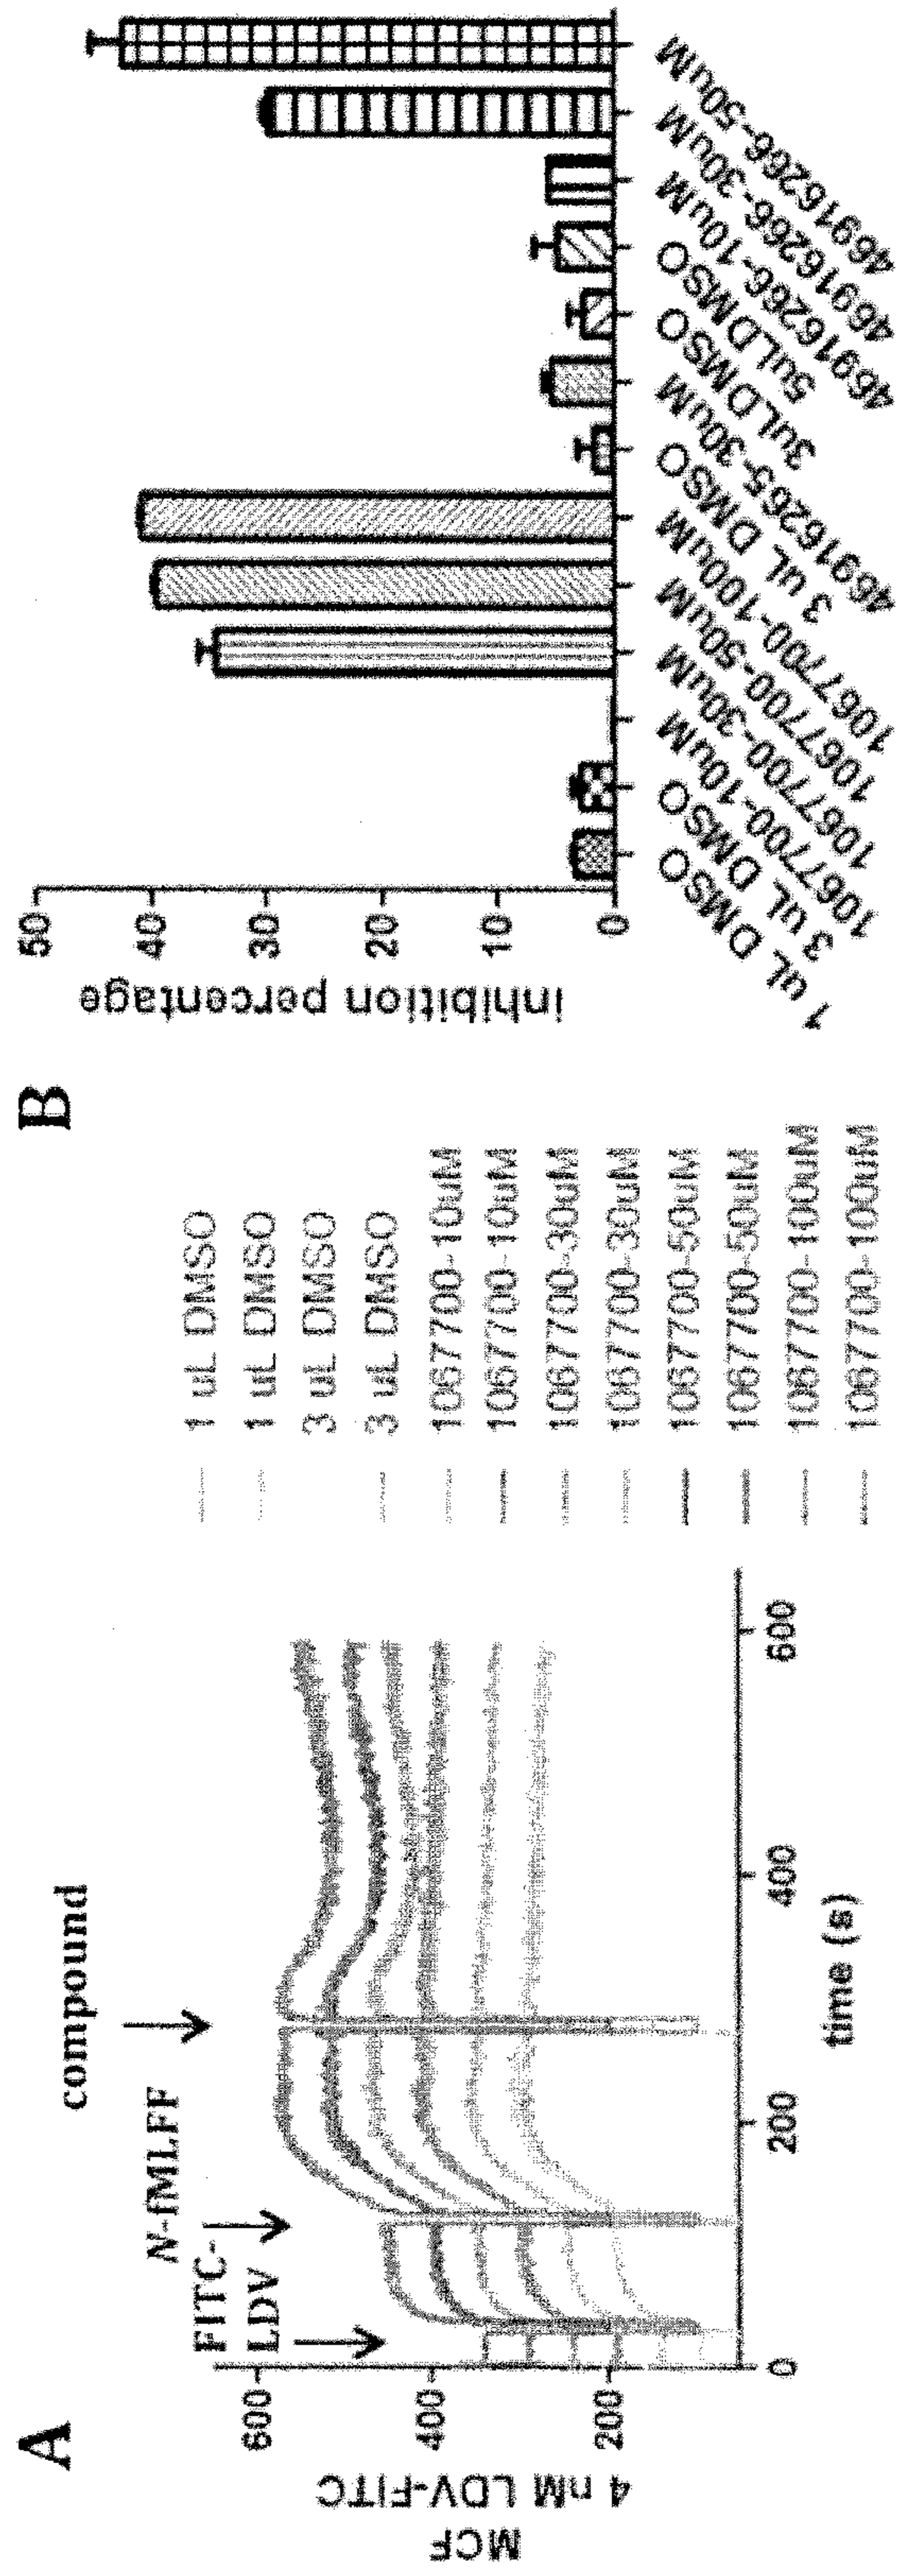 A
MCF
4 nM LDV-FITC
600
400
200
0
200
400
600
time (s)
FITC-
LDV
N-fMLFF
compound
1 uL DMSO
1 uL DMSO
3 uL DMSO
3 uL DMSO
1067700-10uM
1067700-10uM
1067700-30uM
1067700-30uM
1067700-50uM
1067700-50uM
1067700-100uM
1067700-100uM
B
inhibition percentage
50
40
30
20
10
0
1 uL DMSO
3 uL DMSO
1067700-10uM
1067700-30uM
1067700-50uM
1067700-100uM
3 uL DMSO
46916265-30uM
3uLDMSO
5uLDMSO
46916266-10uM
46916266-30uM
46916266-50uM